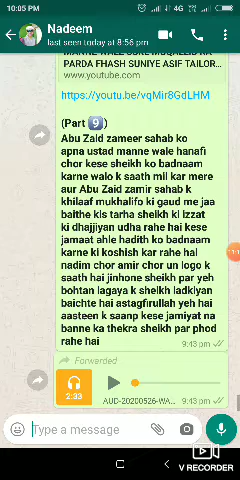 10:05 PM
4G
Nadeem
last seen today at 8:56 pm
PARDA FHASH SUNIYE ASIF TAILOR...
www.youtube.com
https://youtu.be/vqMir8GdLHM
(Part 9)
Abu Zaid zameer sahab ko
apna ustad manne wale hanafi
chor kese sheikh ko badnaam
karne walo k saath mil kar mere
aur Abu Zaid zamir sahab k
khilaaf mukhalifo ki gaud me jaa
baithe kis tarha sheikh ki izzat
ki dhajjiyan udha rahe hai kese
jamaat ahle hadith ko badnaam
karne ki koshish kar rahe hai
nadim chor amir chor un logo k
saath hai jinhone sheikh par yeh
bohtan lagaya k sheikh ladkiyan
baichte hai astagfirullah yeh hai
aasteen k saanp kese jamiyat na
banne ka thekra sheikh par phod
rahe hai
9:43 pm
Forwarded
2:33
AUD-20200526-WA...
9:43 pm
Type a message
V RECORDER